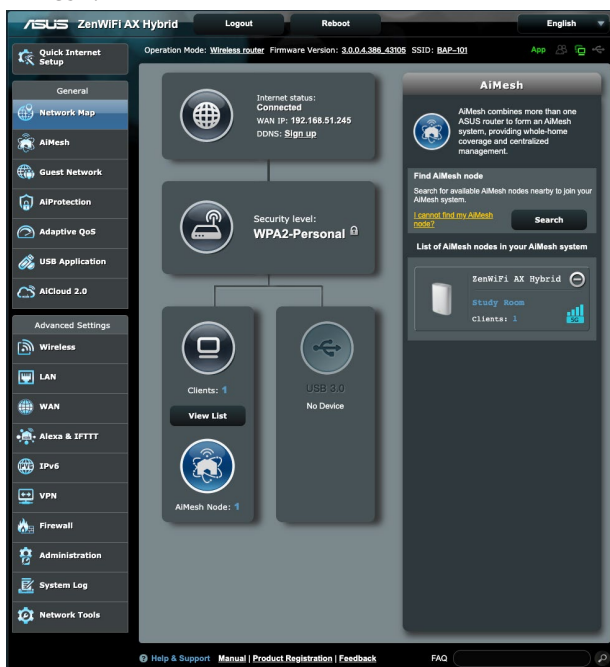 ASUS ZenWiFi AX Hybrid Logout Reboot English
Quick Internet Setup
Operation Mode: Wireless router Firmware Version: 3.0.0.4.386_43105 SSID: BAP-101 App
General
Network Map
AiMesh
Guest Network
AiProtection
Adaptive QoS
USB Application
AiCloud 2.0
Advanced Settings
Wireless
LAN
WAN
Alexa & IFTTT
IPv6
VPN
Firewall
Administration
System Log
Network Tools
Internet status:
Connected
WAN IP: 192.168.51.245
DDNS: Sign up
Security level:
WPA2-Personal
Clients: 1
View List
AiMesh Node: 1
USB 3.0
No Device
AiMesh
AiMesh combines more than one
ASUS router to form an AiMesh
system, providing whole-home
coverage and centralized
management.
Find AiMesh node
Search for available AiMesh nodes nearby to join your
AiMesh system.
I cannot find my AiMesh
node?
Search
List of AiMesh nodes in your AiMesh system
ZenWiFi AX Hybrid
Study Room
Clients: 1
5G
Help & Support Manual | Product Registration | Feedback FAQ